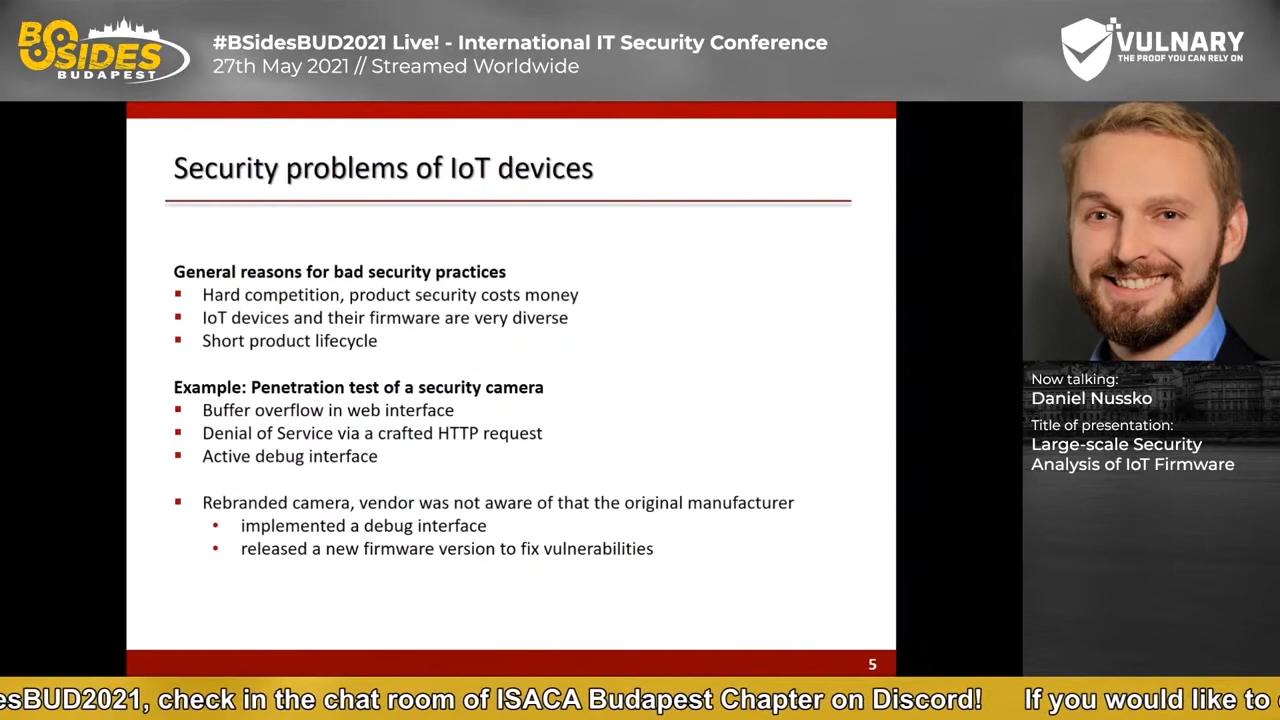 BSIDES
BUDAPEST
#BSidesBUD2021 Live! - International IT Security Conference
27th May 2021 // Streamed Worldwide
VULNARY
THE PROOF YOU CAN RELY ON
Security problems of IoT devices
General reasons for bad security practices
Hard competition, product security costs money
IoT devices and their firmware are very diverse
Short product lifecycle
Example: Penetration test of a security camera
Buffer overflow in web interface
Denial of Service via a crafted HTTP request
Active debug interface
Rebranded camera, vendor was not aware of that the original manufacturer
implemented a debug interface
released a new firmware version to fix vulnerabilities
5
Now talking:
Daniel Nussko
Title of presentation:
Large-scale Security
Analysis of IoT Firmware
esBUD2021, check in the chat room of ISACA Budapest Chapter on Discord! If you would like to